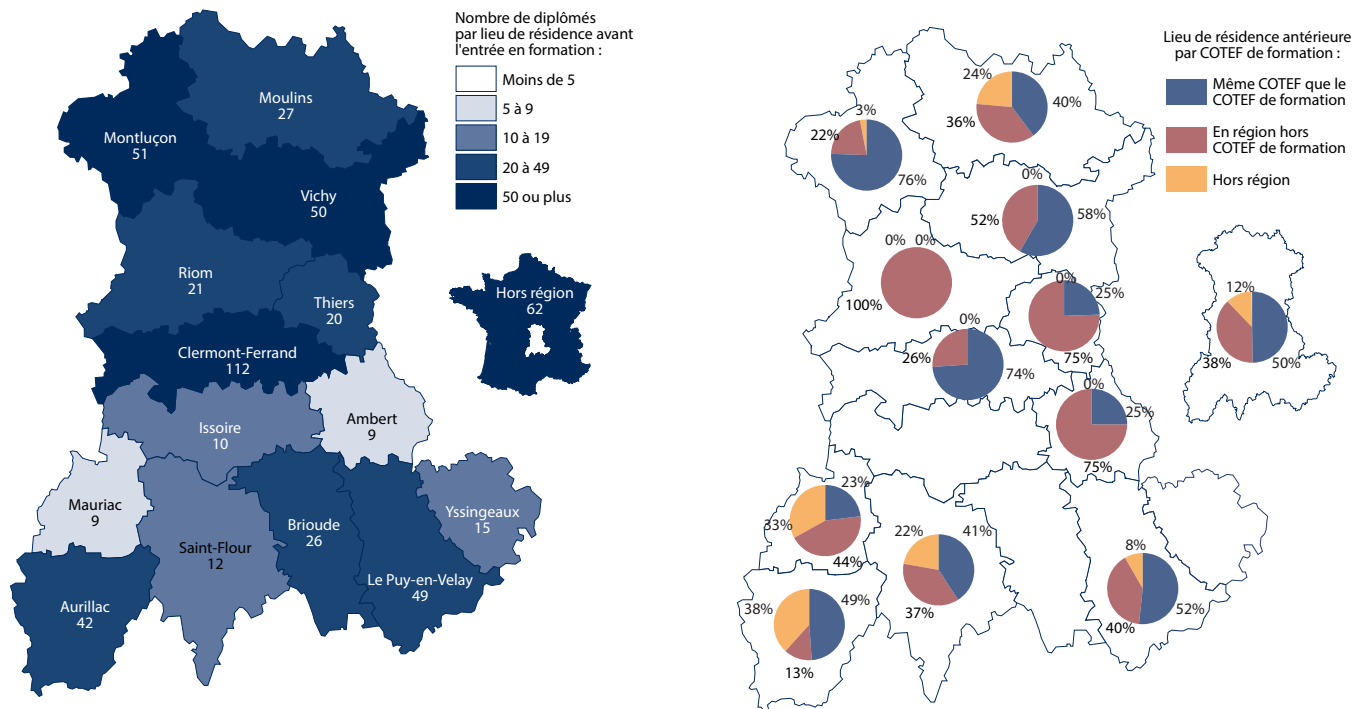 Nombre de diplômés
par lieu de résidence avant
l'entrée en formation :
Moins de 5
5 à 9
10 à 19
20 à 49
50 ou plus
Moulins
27
Montluçon
51
Vichy
50
Riom
21
Thiers
20
Hors région
62
Clermont-Ferrand
112
Ambert
9
Issoire
10
Mauriac
9
Saint-Flour
12
Brioude
26
Yssingeaux
15
Le Puy-en-Velay
49
Aurillac
42
Lieu de résidence antérieure
par COTEF de formation :
Même COTEF que le
COTEF de formation
En région hors
COTEF de formation
Hors région
24%
40%
36%
3%
22%
76%
0%
52%
58%
0% 0%
100%
0%
25%
75%
0%
26%
74%
12%
38%
50%
0%
25%
75%
23%
33%
44%
22%
41%
37%
8%
52%
40%
38%
49%
13%